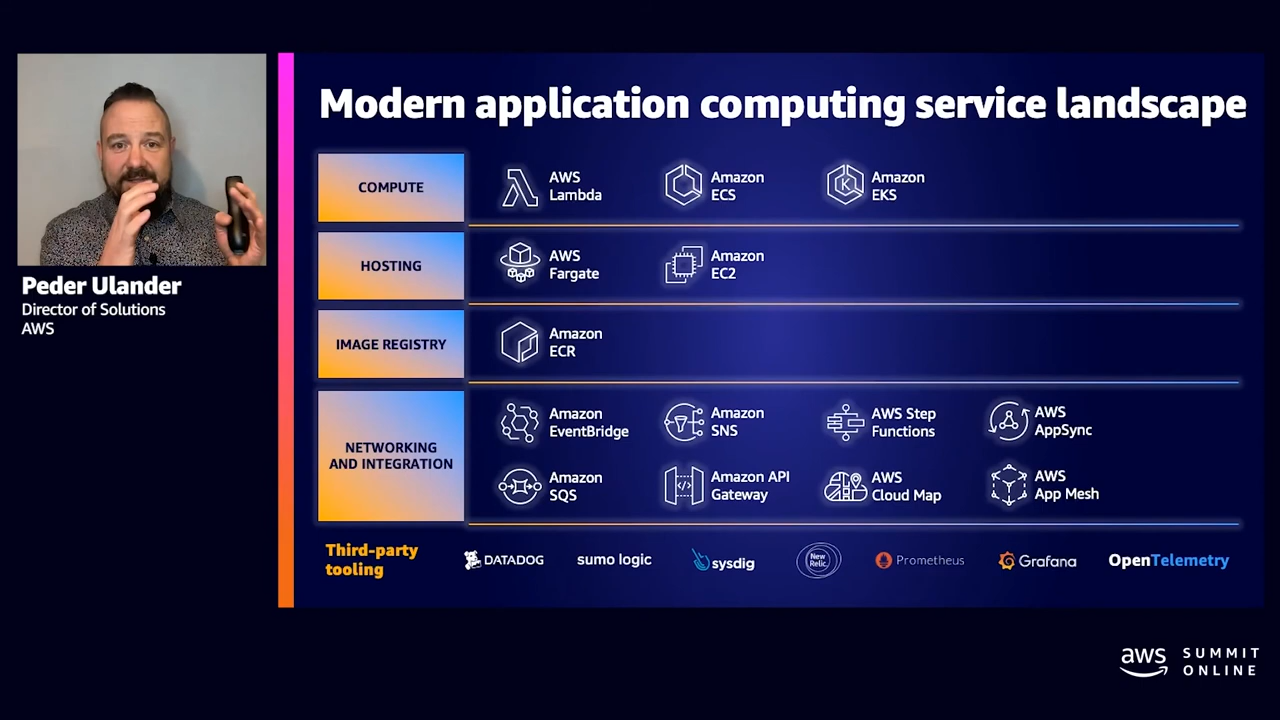 Modern application computing service landscape
Peder Ulander
Director of Solutions
AWS
COMPUTE
AWS
Lambda
Amazon
ECS
Amazon
EKS
HOSTING
AWS
Fargate
Amazon
EC2
IMAGE REGISTRY
Amazon
ECR
NETWORKING
AND INTEGRATION
Amazon
EventBridge
Amazon
SNS
AWS Step
Functions
AWS
AppSync
Amazon
SQS
Amazon API
Gateway
AWS
Cloud Map
AWS
App Mesh
Third-party
tooling
DATADOG
sumo logic
sysdig
New
Relic.
Prometheus
Grafana
OpenTelemetry
aws
SUMMIT
ONLINE